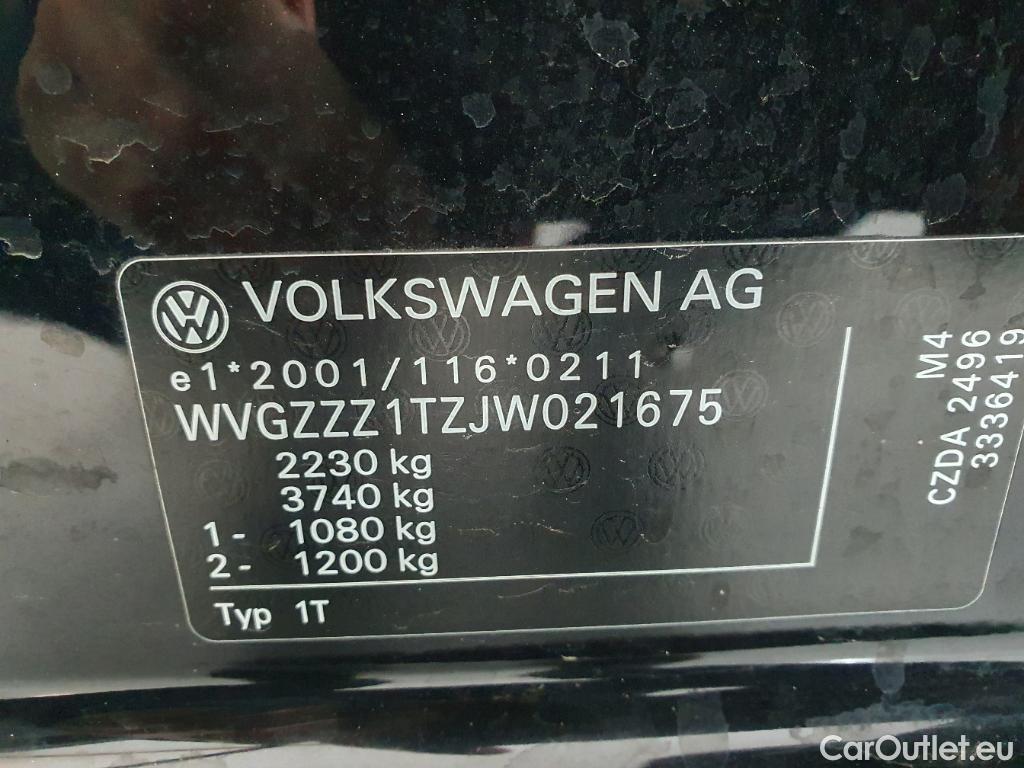 VOLKSWAGEN AG
e1*2001/116*0211
WVGZZZ1TZJW021675
2230 kg
3740 kg
1- 1080 kg
2- 1200 kg
Typ 1T
M4
CZDA 2496
3336419
CarOutlet.eu